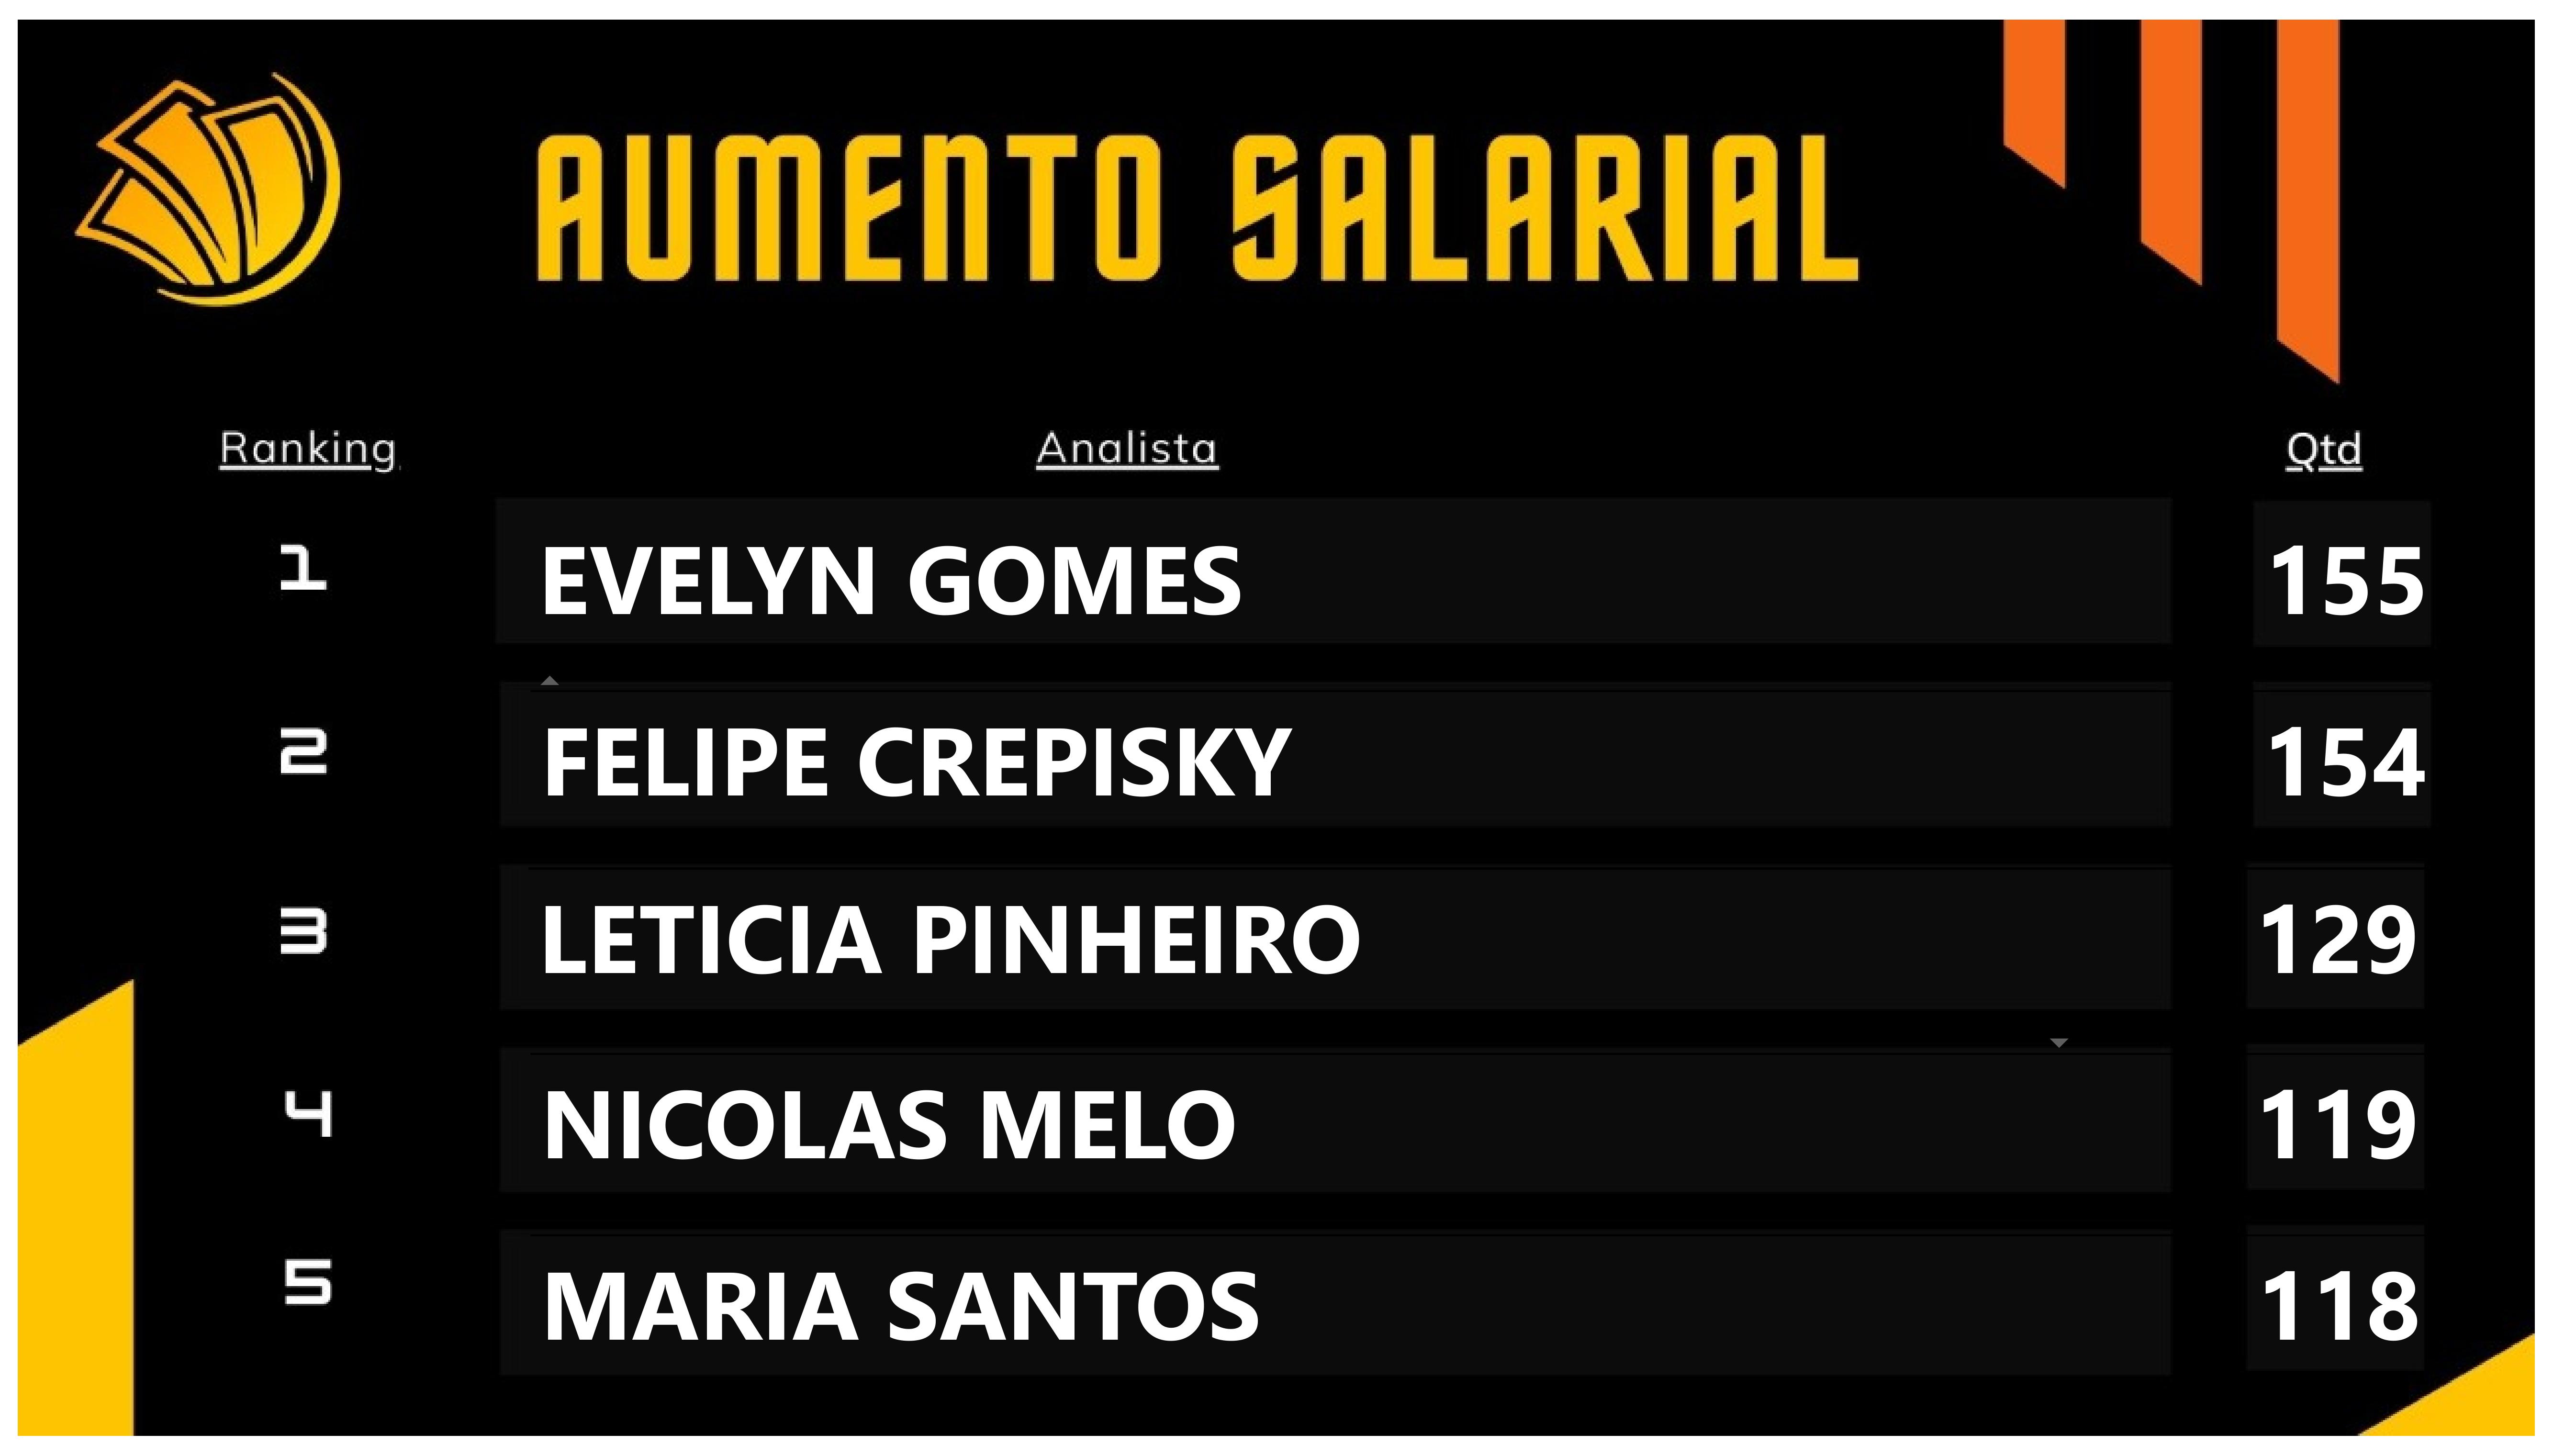 AUMENTO SALARIAL
Ranking Analista Qtd
1 EVELYN GOMES 155
2 FELIPE CREPISKY 154
3 LETICIA PINHEIRO 129
4 NICOLAS MELO 119
5 MARIA SANTOS 118